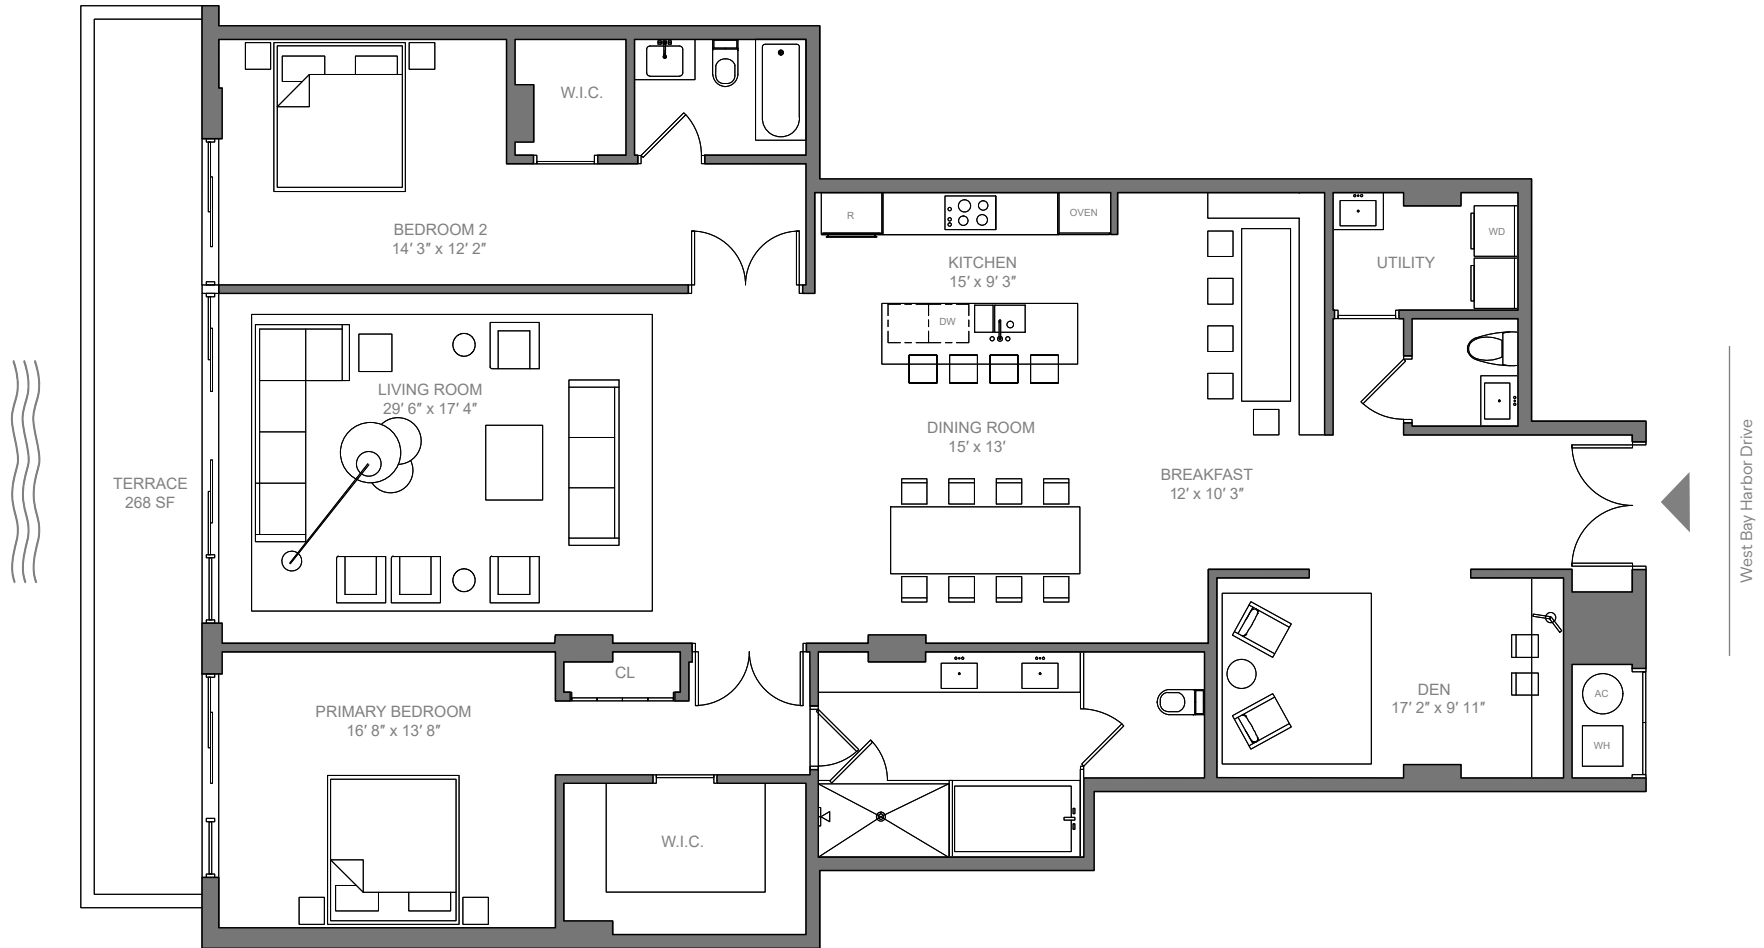 W.I.C.
BEDROOM 2
14′ 3″ x 12′ 2″
R
OVEN
KITCHEN
15′ x 9′ 3″
DW
WD
UTILITY
LIVING ROOM
29′ 6″ x 17′ 4″
DINING ROOM
15′ x 13′
BREAKFAST
12′ x 10′ 3″
TERRACE
268 SF
West Bay Harbor Drive
CL
PRIMARY BEDROOM
16′ 8″ x 13′ 8″
DEN
17′ 2″ x 9′ 11″
AC
WH
W.I.C.